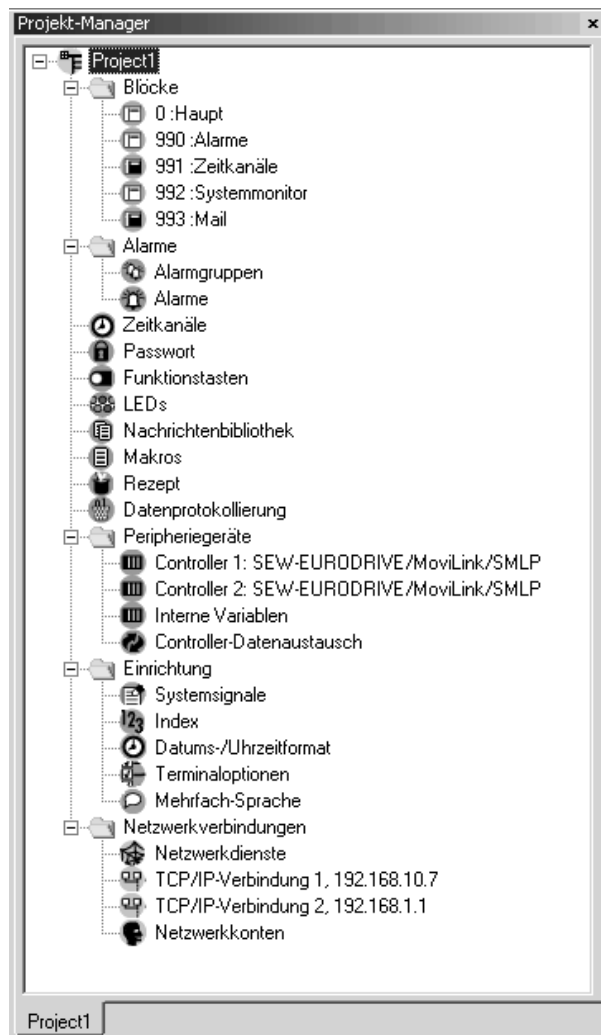 Projekt-Manager
Project1
Blöcke
0 :Haupt
990 :Alarme
991 :Zeitkanäle
992 :Systemmonitor
993 :Mail
Alarme
Alarmgruppen
Alarme
Zeitkanäle
Passwort
Funktionstasten
LEDs
Nachrichtenbibliothek
Makros
Rezept
Datenprotokollierung
Peripheriegeräte
Controller 1: SEW-EURODRIVE/MoviLink/SMLP
Controller 2: SEW-EURODRIVE/MoviLink/SMLP
Interne Variablen
Controller-Datenaustausch
Einrichtung
Systemsignale
Index
Datums-/Uhrzeitformat
Terminaloptionen
Mehrfach-Sprache
Netzwerkverbindungen
Netzwerkdienste
TCP/IP-Verbindung 1, 192.168.10.7
TCP/IP-Verbindung 2, 192.168.1.1
Netzwerkkonten
Project1